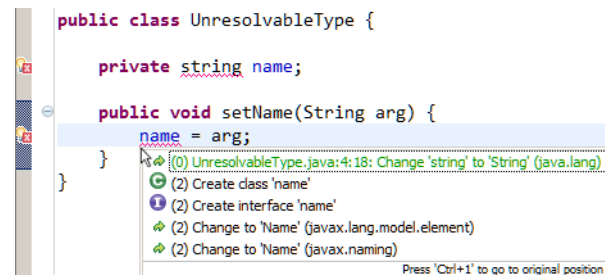 public class UnresolvableType {
private string name;
public void setName(String arg) {
name = arg;
}
(0) UnresolvableType.java:4:18: Change 'string' to 'String' (java.lang)
}
(2) Create class 'name'
(2) Create interface 'name'
(2) Change to 'Name' (javax.lang.model.element)
(2) Change to 'Name' (javax.naming)
Press 'Ctrl+1' to go to original position